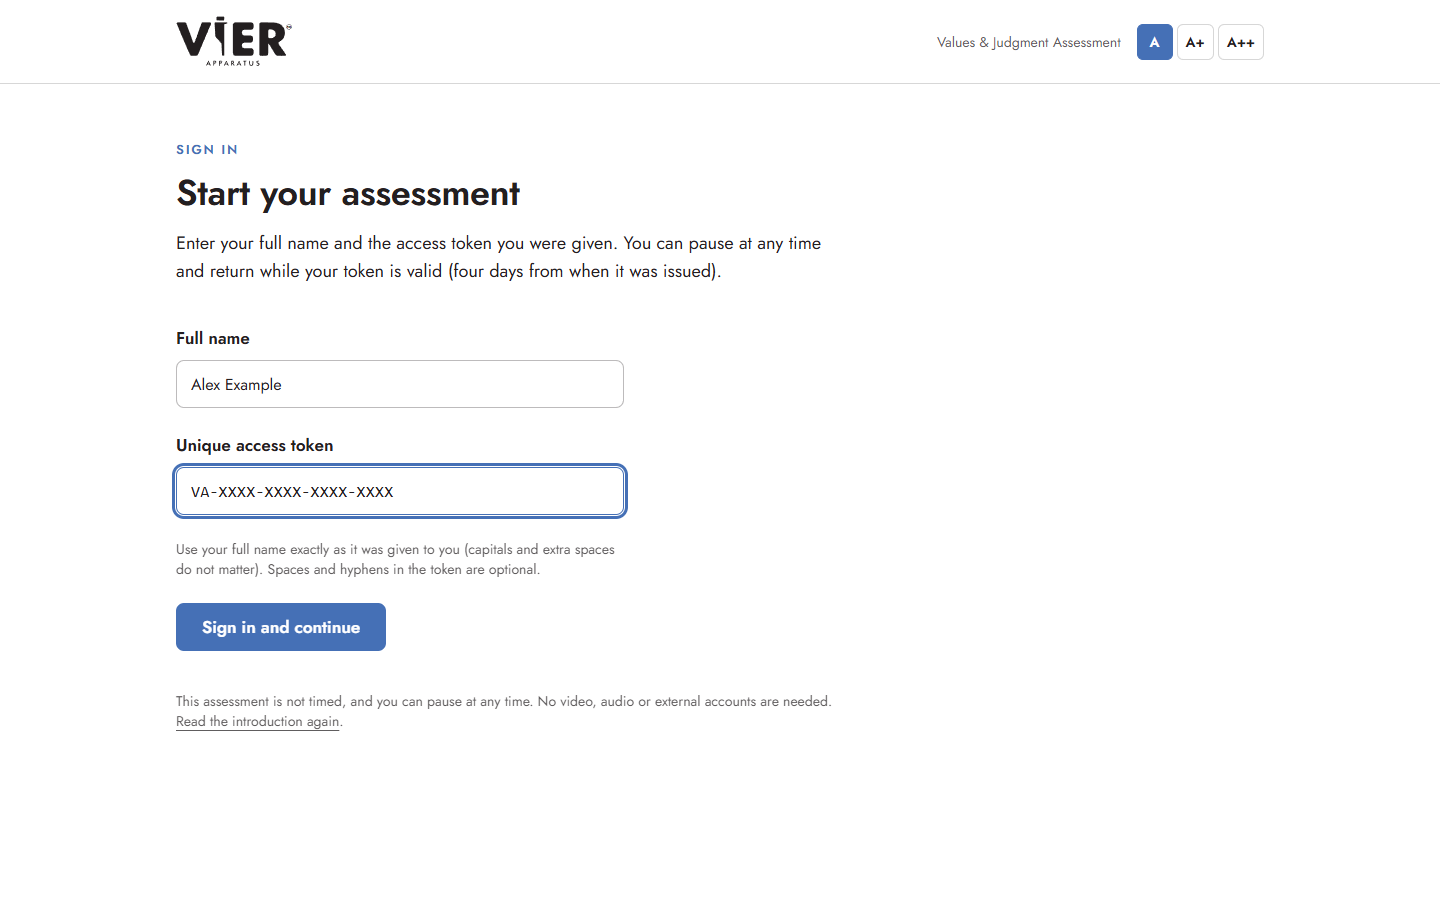 VIER
APPARATUS
Values & Judgment Assessment
A
A+
A++
SIGN IN
Start your assessment
Enter your full name and the access token you were given. You can pause at any time
and return while your token is valid (four days from when it was issued).
Full name
Alex Example
Unique access token
VA-XXXX-XXXX-XXXX-XXXX
Use your full name exactly as it was given to you (capitals and extra spaces
do not matter). Spaces and hyphens in the token are optional.
Sign in and continue
This assessment is not timed, and you can pause at any time. No video, audio or external accounts are needed.
Read the introduction again.